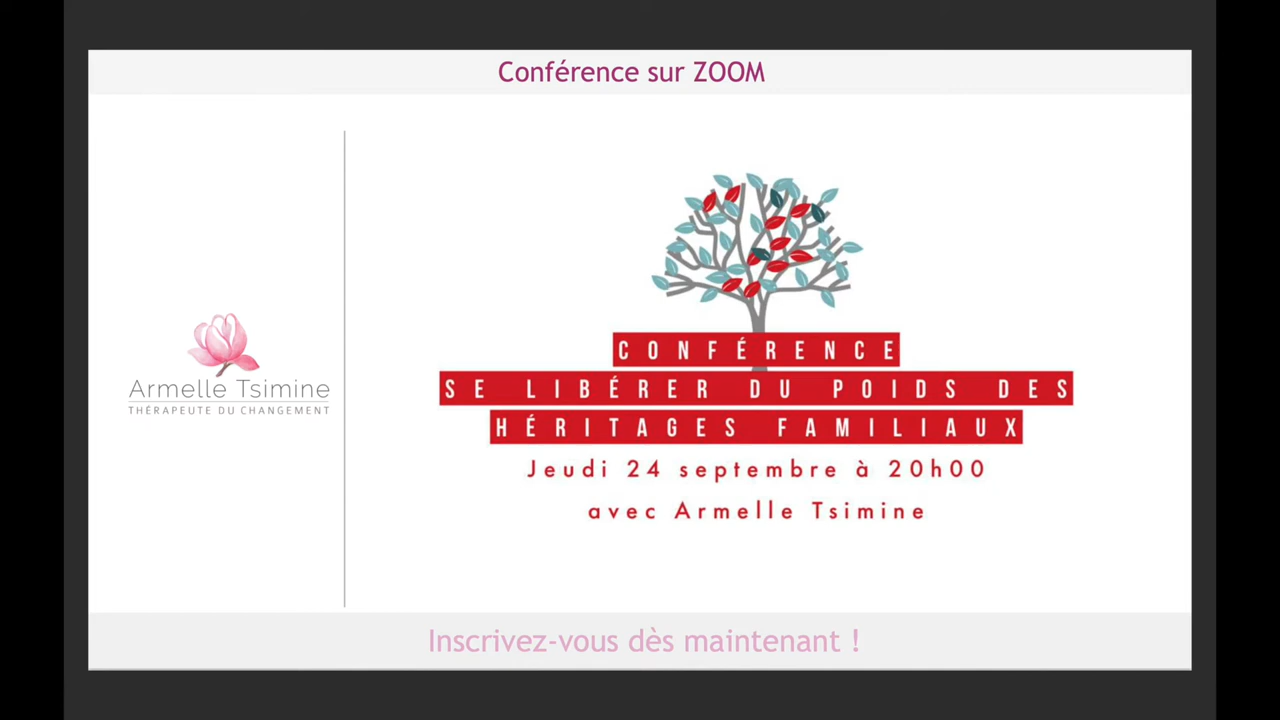 Conférence sur ZOOM
Armelle Tsimine
THÉRAPEUTE DU CHANGEMENT
CONFÉRENCE
SE LIBÉRER DU POIDS DES
HÉRITAGES FAMILIAUX
Jeudi 24 septembre à 20h00
avec Armelle Tsimine
Inscrivez-vous dès maintenant !